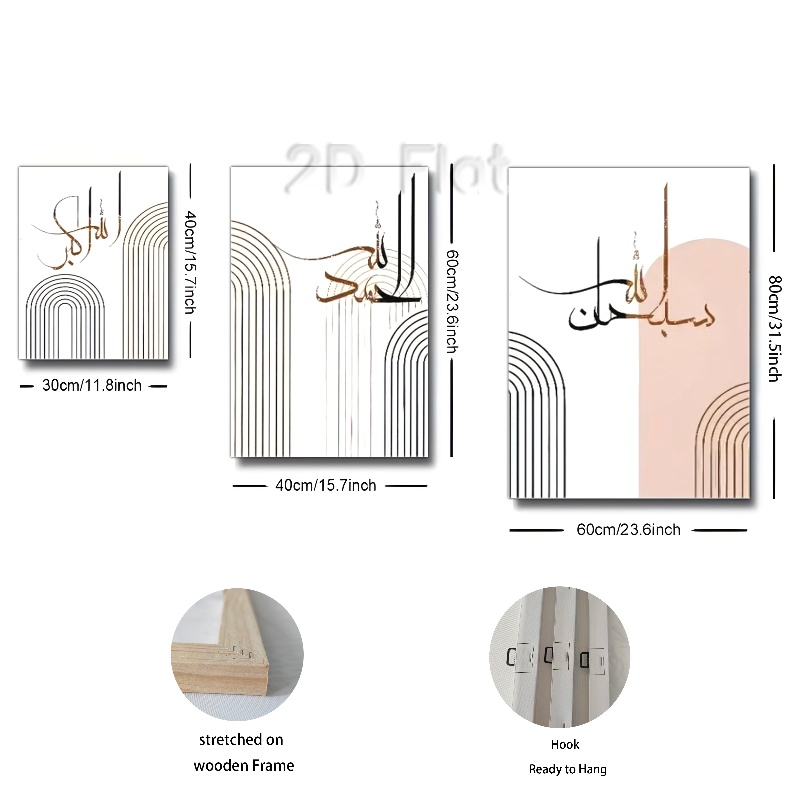 2D Flat
الله أكبر
40cm/15.7inch
30cm/11.8inch
الحمد لله
60cm/23.6inch
40cm/15.7inch
سبحان الله
80cm/31.5inch
60cm/23.6inch
stretched on
wooden Frame
Hook
Ready to Hang